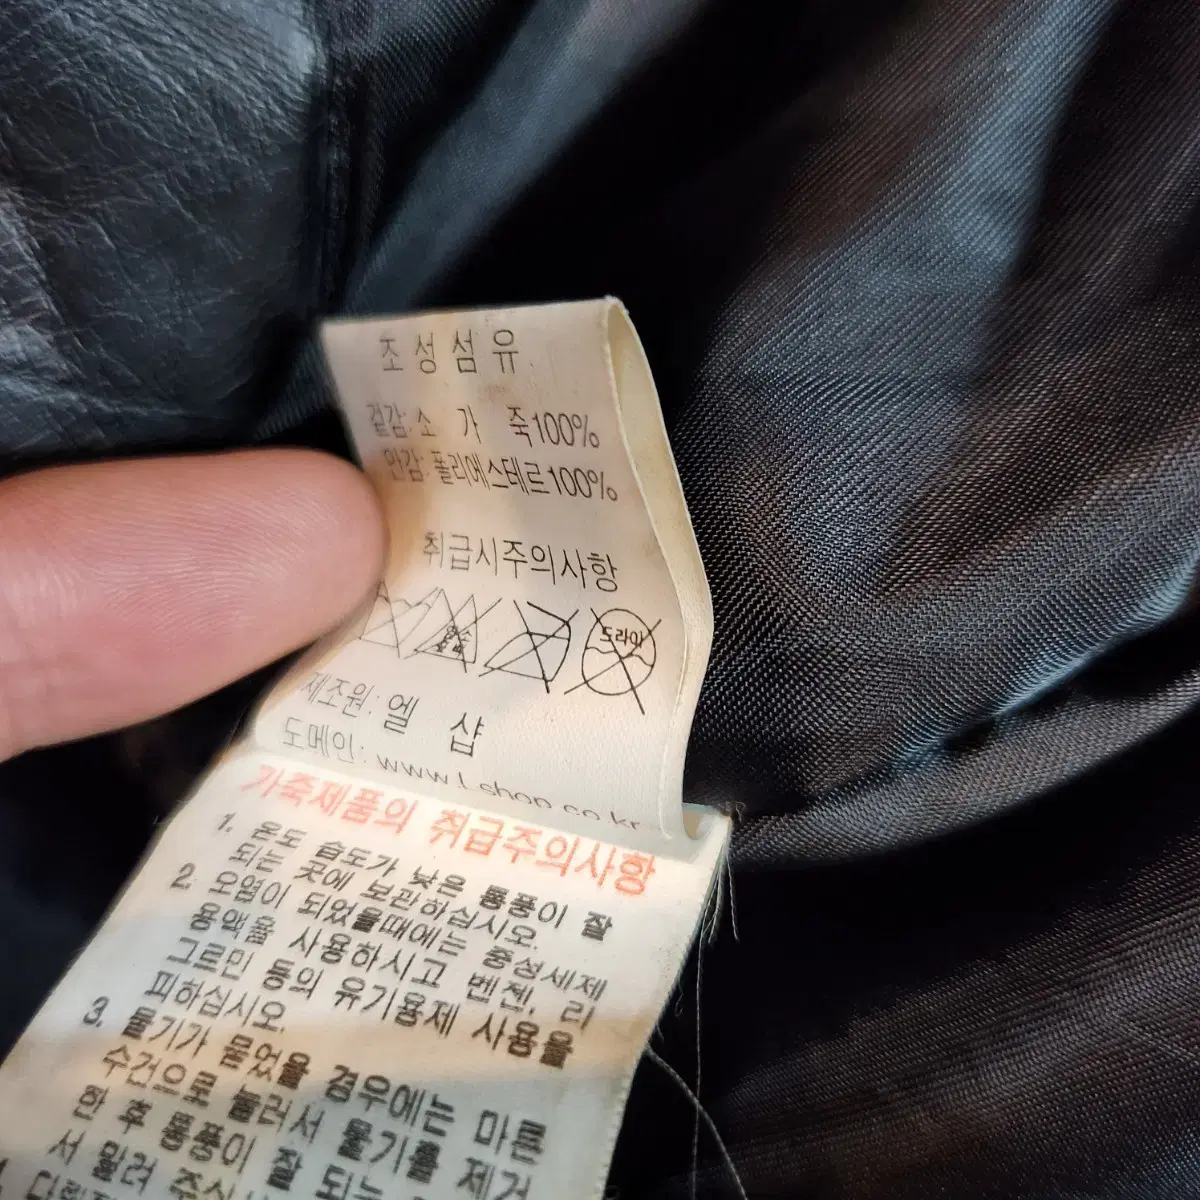 조성섬유
겉감:소 가 죽100%
안감:폴리에스테르100%
취급시주의사항
드라이
제조원:엘 샵
도메인:www.l-shop.co.kr
가죽제품의 취급주의사항
1. 온도 습도가 낮은 통풍이 잘
되는 곳에 보관하십시오.
2. 오염이 되었을때에는 중성세제
용액을 사용하시고 벤젠, 리
그로민 등의 유기용제 사용을
피하십시오.
3. 물기가 묻었을 경우에는 마른
수건으로 눌러서 물기를 제거
한 후 통풍이 잘 되는
서 말려 주십